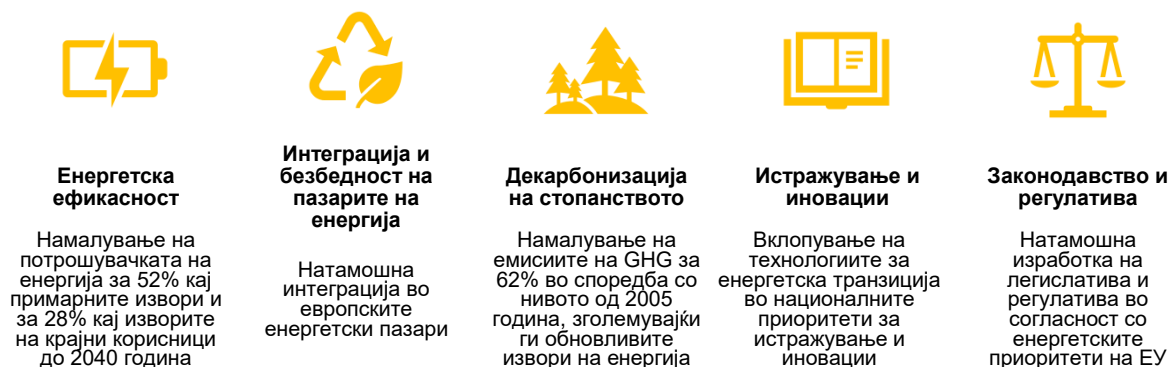 Енергетска
ефикасност
Намалување на
потрошувачката на
енергија за 52% кај
примарните извори и
за 28% кај изворите
на крајни корисници
до 2040 година
Интеграција и
безбедност на
пазарите на
енергија
Натамошна
интеграција во
европските
енергетски пазари
Декарбонизација
на стопанството
Намалување на
емисиите на GHG за
62% во споредба со
нивото од 2005
година, зголемувајќи
ги обновливите
извори на енергија
Истражување и
иновации
Вклопување на
технологиите за
енергетска транзиција
во националните
приоритети за
истражување и
иновации
Законодавство и
регулатива
Натамошна
изработка на
легислатива и
регулатива во
согласност со
енергетските
приоритети на ЕУ